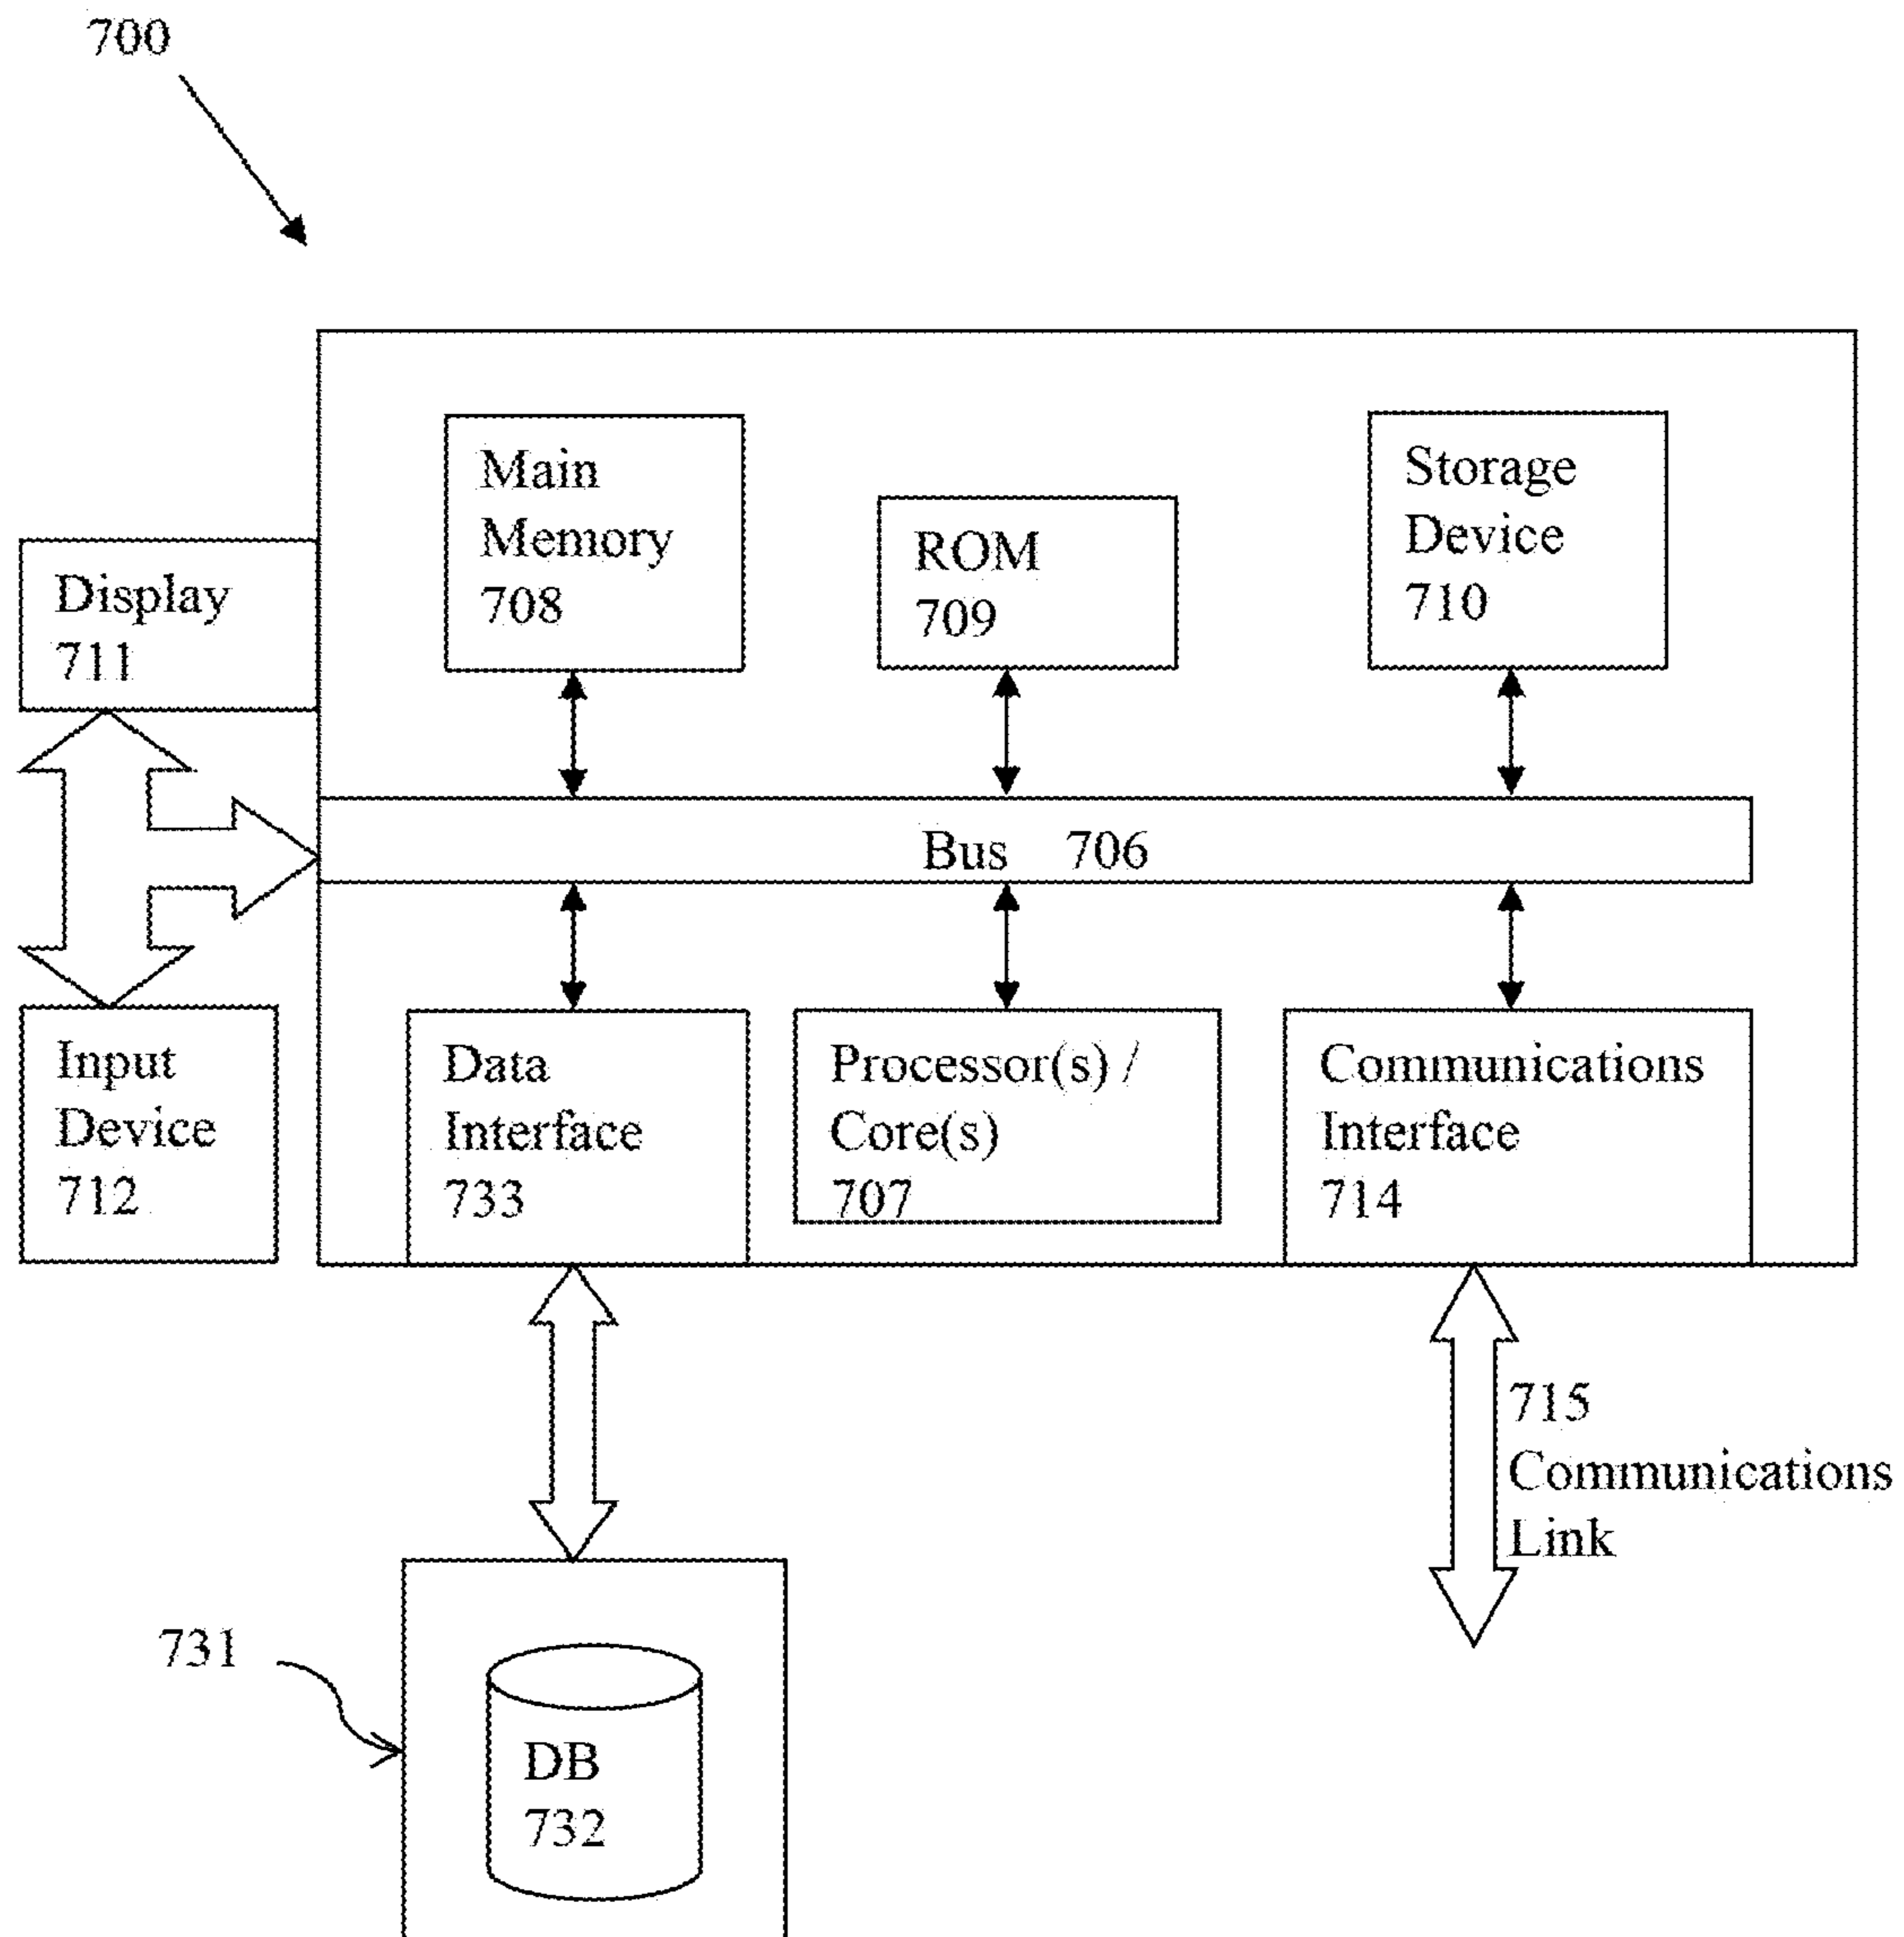 700
Main
Memory
708
ROM
709
Storage
Device
710
Display
711
Bus 706
Input
Device
712
Data
Interface
733
Processor(s) /
Core(s)
707
Communications
Interface
714
715
Communications
Link
731
DB
732